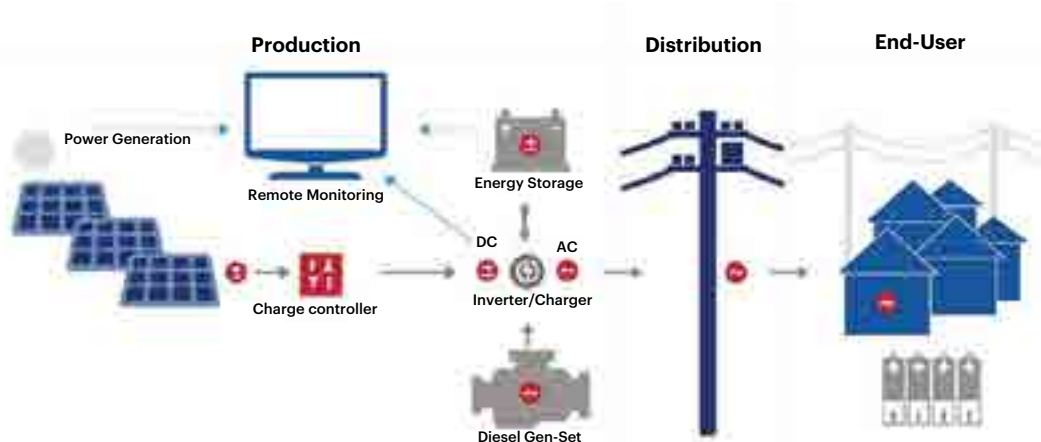 Production
Distribution
End-User
Power Generation
Remote Monitoring
Energy Storage
DC
AC
Charge controller
Inverter/Charger
Diesel Gen-Set